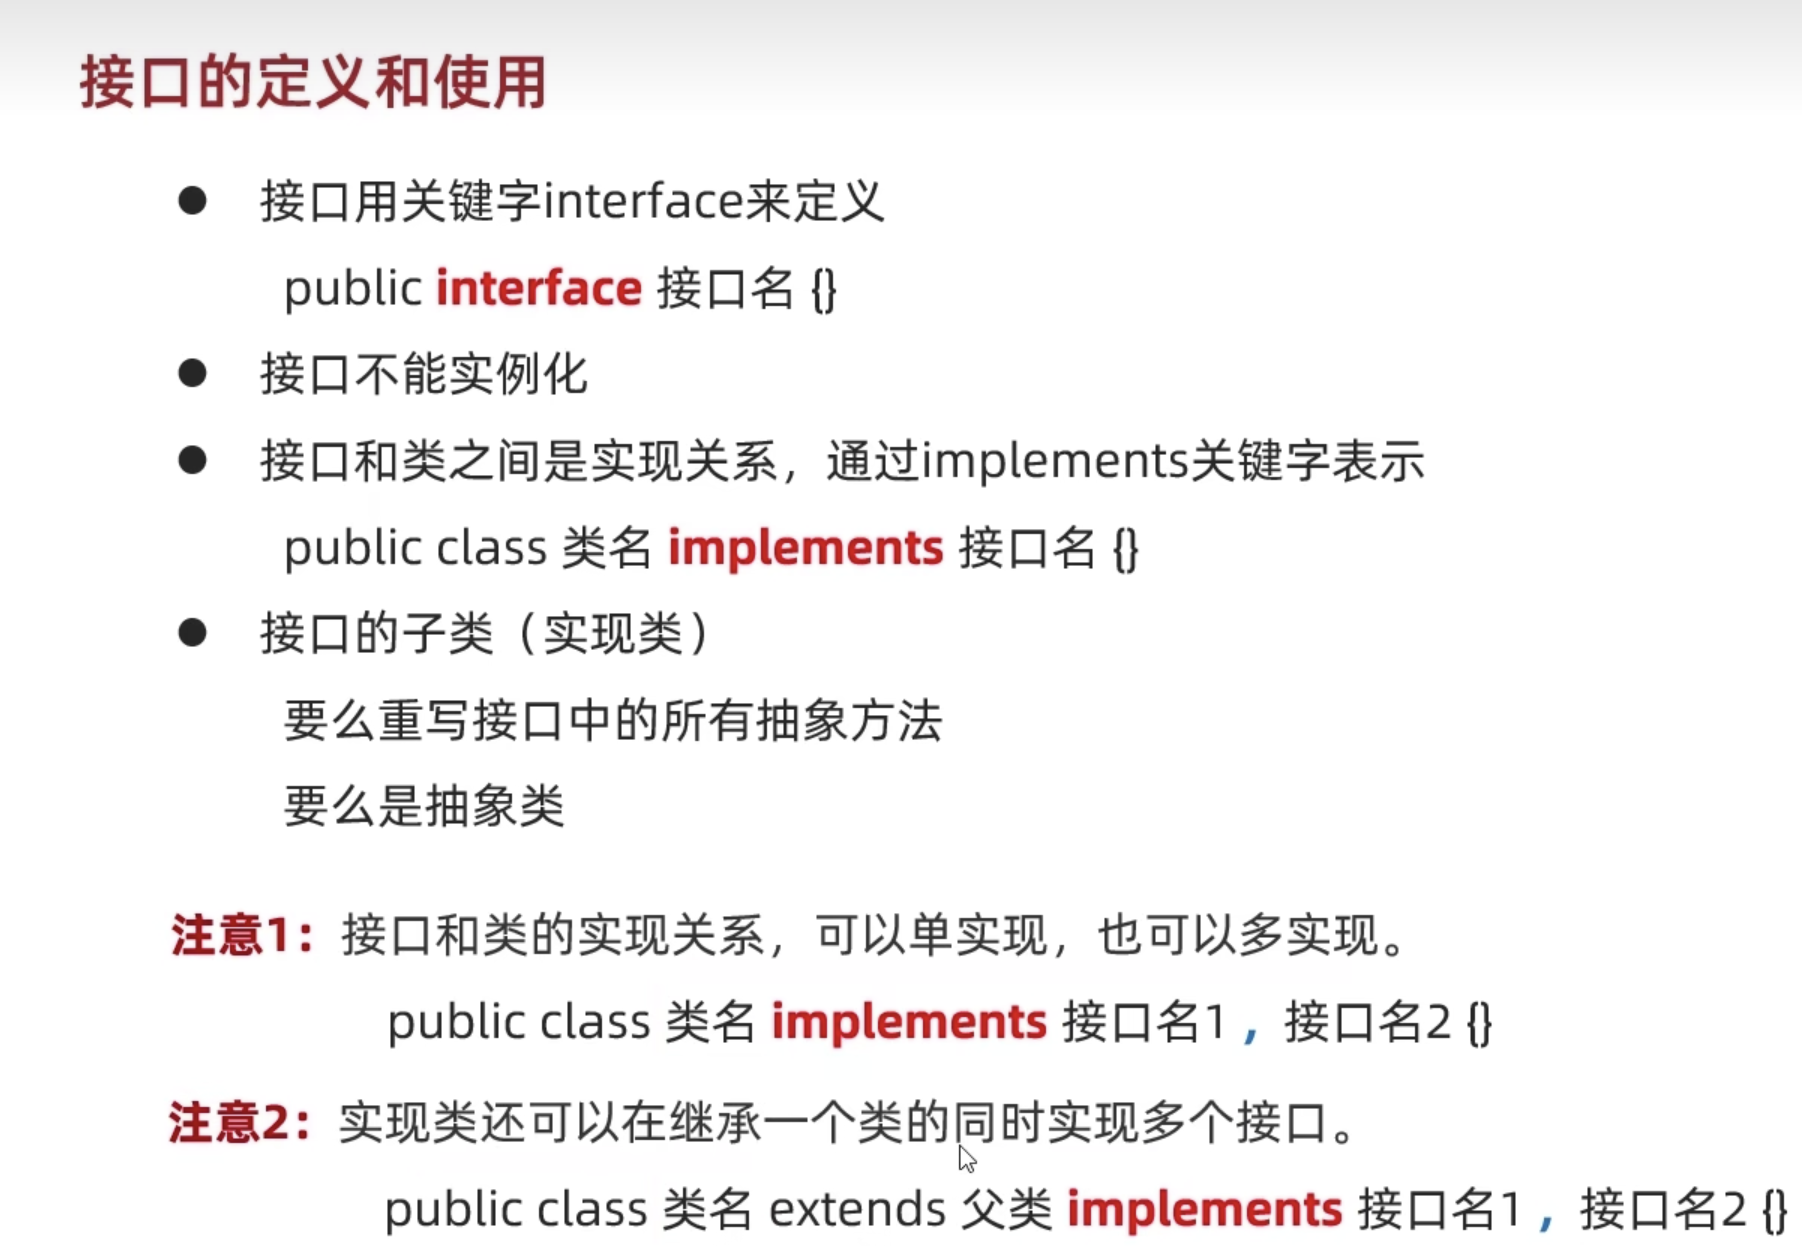 接口的定义和使用
● 接口用关键字interface来定义
public interface 接口名 {}
● 接口不能实例化
● 接口和类之间是实现关系，通过implements关键字表示
public class 类名 implements 接口名 {}
● 接口的子类（实现类）
要么重写接口中的所有抽象方法
要么是抽象类
注意1：接口和类的实现关系，可以单实现，也可以多实现。
public class 类名 implements 接口名1 ，接口名2 {}
注意2：实现类还可以在继承一个类的同时实现多个接口。
public class 类名 extends 父类 implements 接口名1 ，接口名2 {}